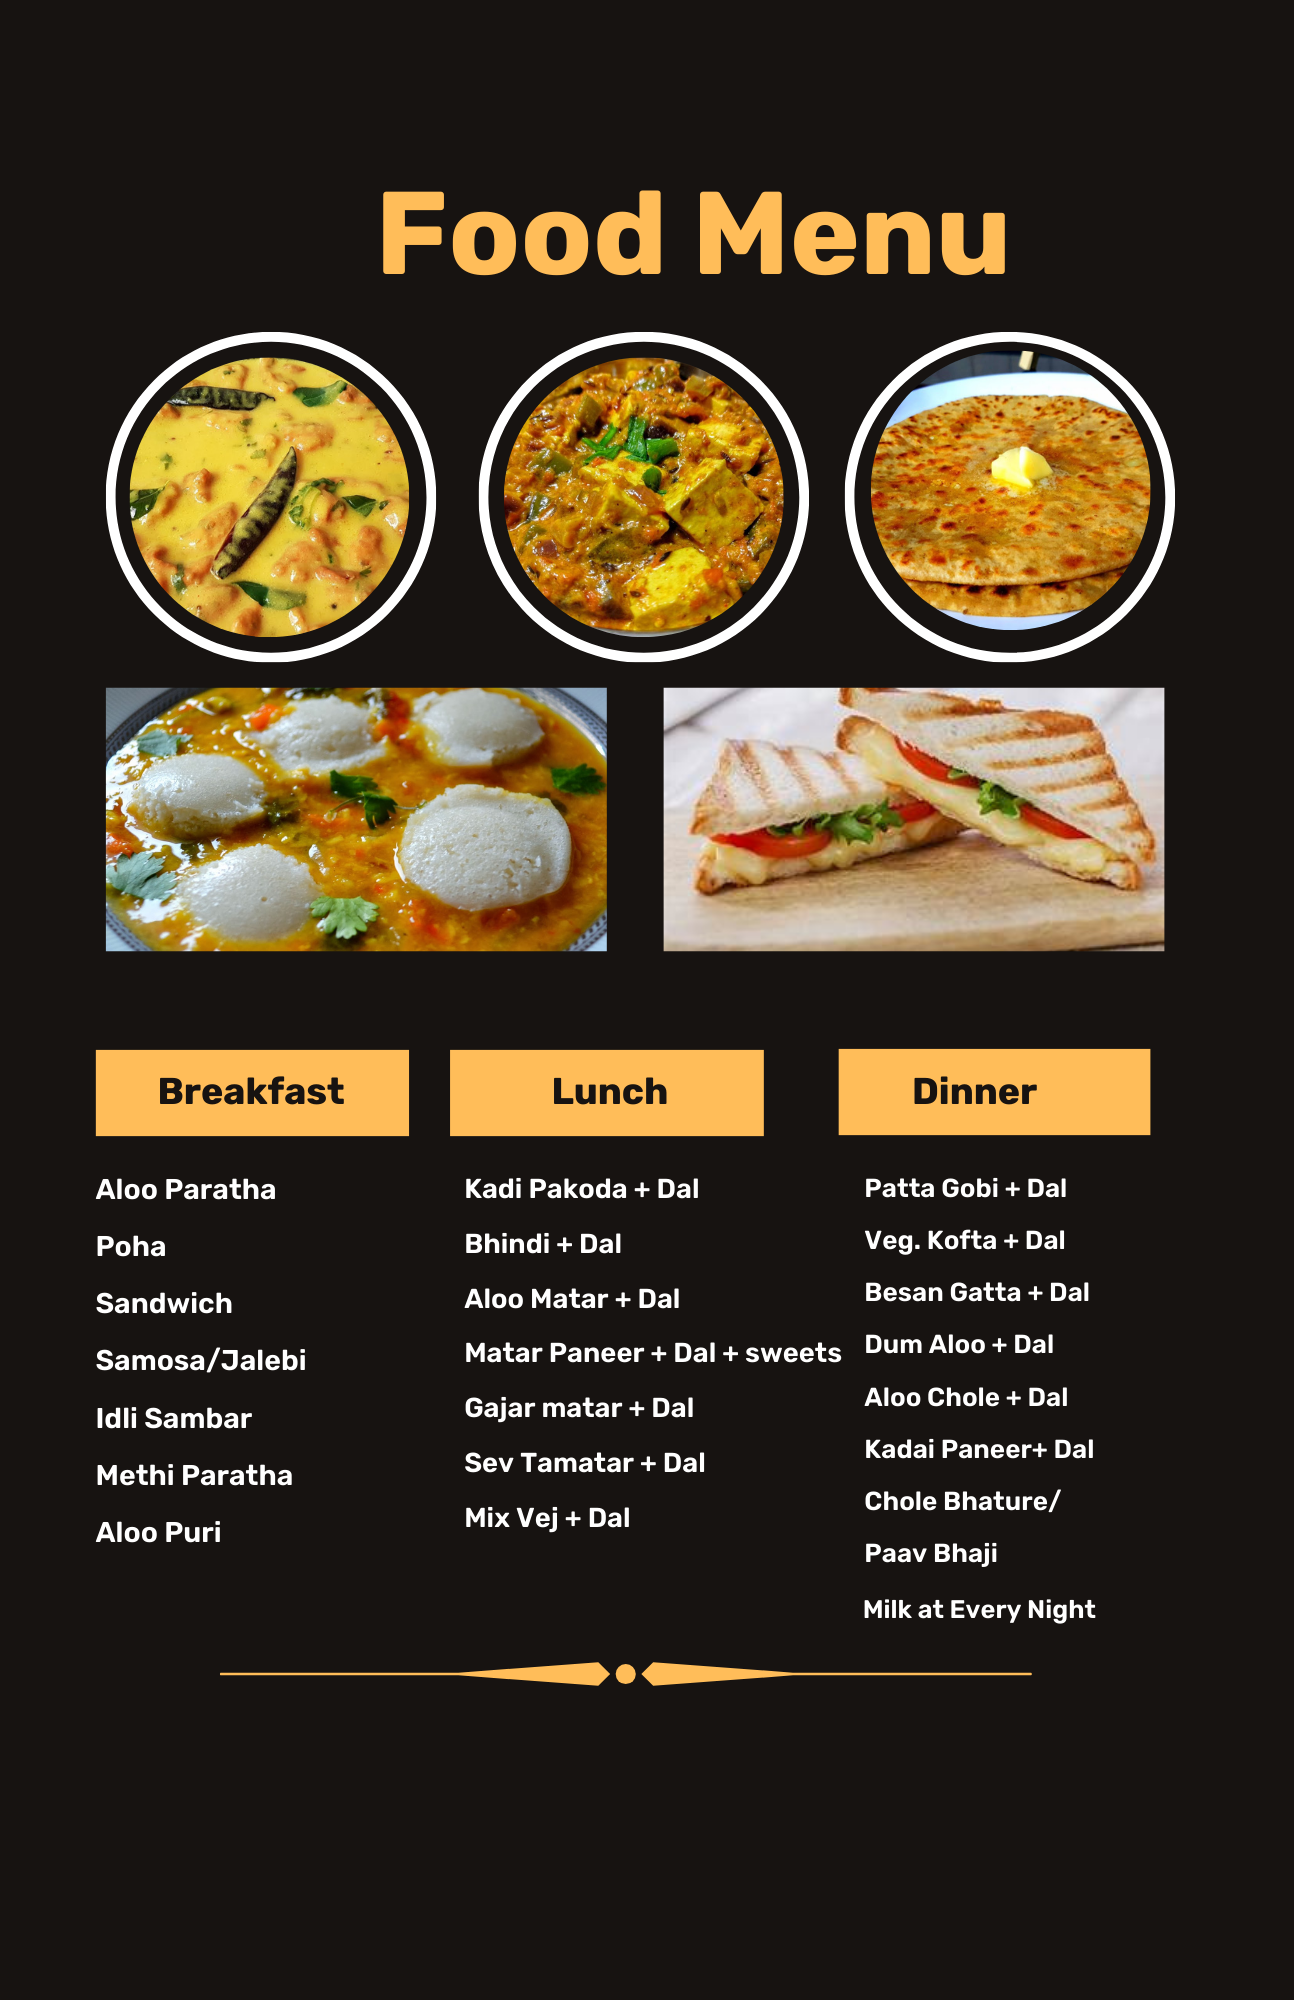 Food Menu
Breakfast
Aloo Paratha
Poha
Sandwich
Samosa/Jalebi
Idli Sambar
Methi Paratha
Aloo Puri
Lunch
Kadi Pakoda + Dal
Bhindi + Dal
Aloo Matar + Dal
Matar Paneer + Dal + sweets
Gajar matar + Dal
Sev Tamatar + Dal
Mix Vej + Dal
Dinner
Patta Gobi + Dal
Veg. Kofta + Dal
Besan Gatta + Dal
Dum Aloo + Dal
Aloo Chole + Dal
Kadai Paneer+ Dal
Chole Bhature/
Paav Bhaji
Milk at Every Night